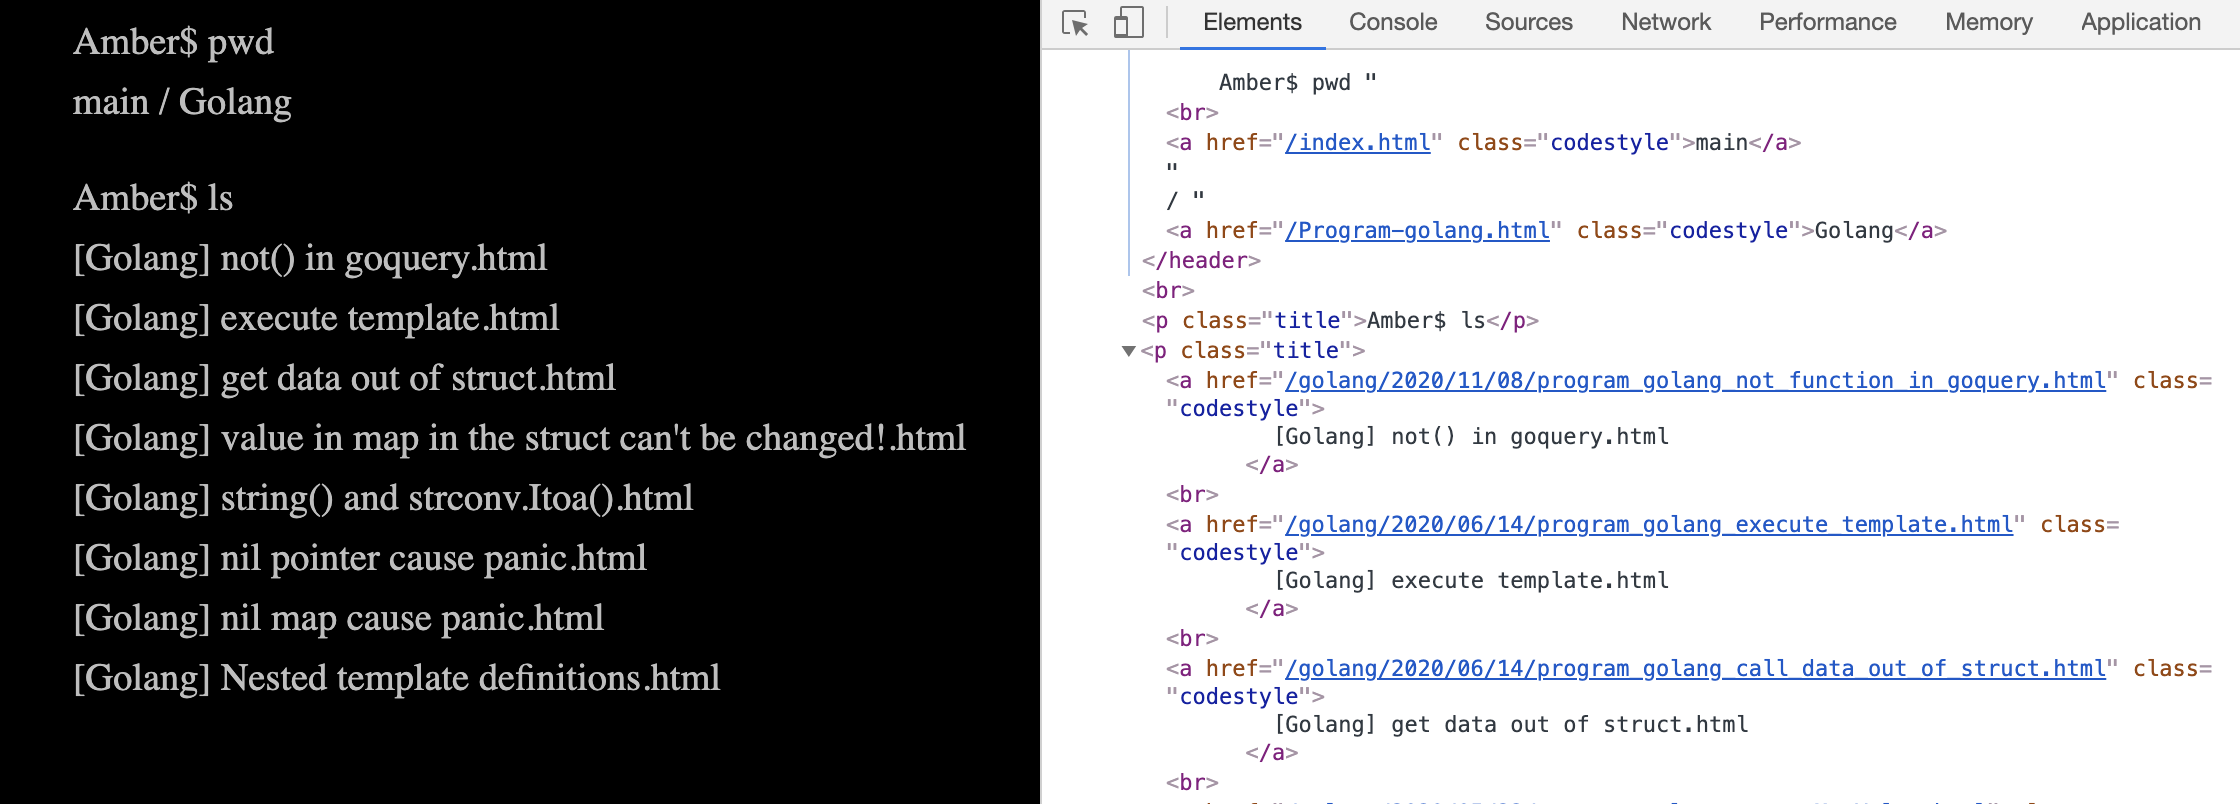 Amber$ pwd
main / Golang
Amber$ ls
[Golang] not() in goquery.html
[Golang] execute template.html
[Golang] get data out of struct.html
[Golang] value in map in the struct can't be changed!.html
[Golang] string() and strconv.Itoa().html
[Golang] nil pointer cause panic.html
[Golang] nil map cause panic.html
[Golang] Nested template definitions.html
Elements Console Sources Network Performance Memory Application
Amber$ pwd "
<br>
<a href="/index.html" class="codestyle">main</a>
"
/ "
<a href="/Program-golang.html" class="codestyle">Golang</a>
</header>
<br>
<p class="title">Amber$ ls</p>
<p class="title">
<a href="/golang/2020/11/08/program_golang_not_function_in_goquery.html" class=
"codestyle">
[Golang] not() in goquery.html
</a>
<br>
<a href="/golang/2020/06/14/program_golang_execute_template.html" class=
"codestyle">
[Golang] execute template.html
</a>
<br>
<a href="/golang/2020/06/14/program_golang_call_data_out_of_struct.html" class=
"codestyle">
[Golang] get data out of struct.html
</a>
<br>